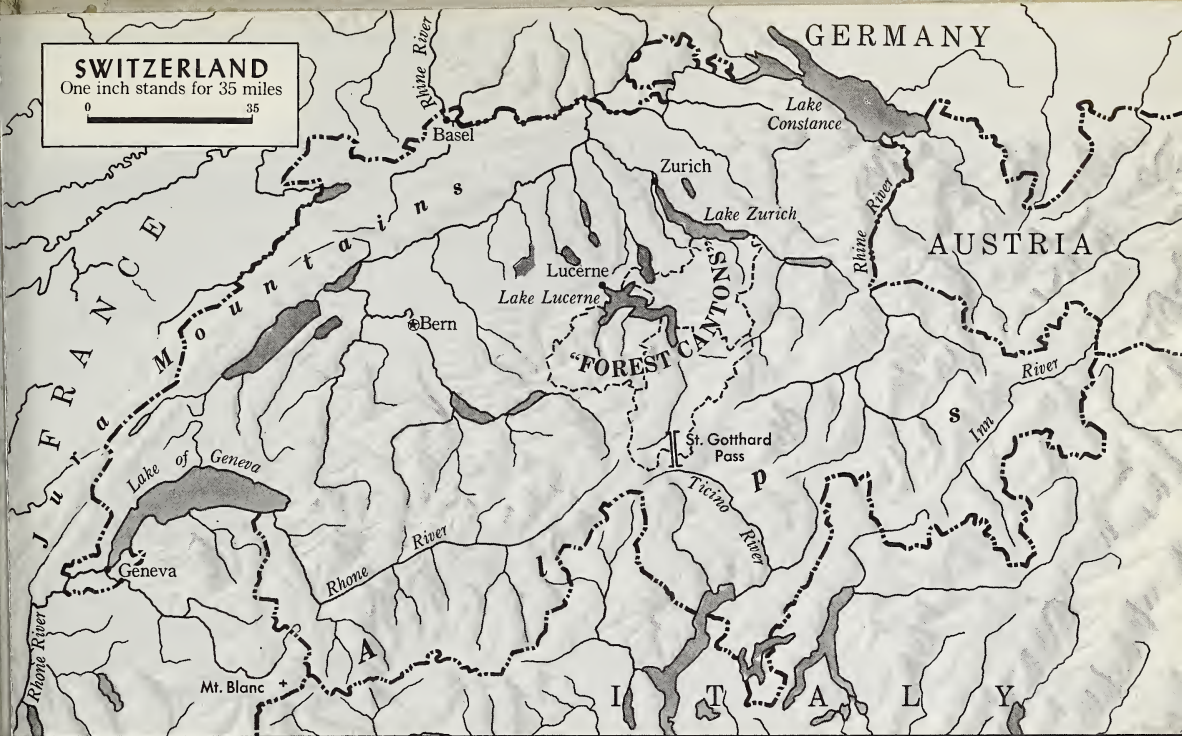 SWITZERLAND
One inch stands for 35 miles
0 35
GERMANY
Rhine River
Basel
Lake
Constance
Zurich
Lake Zurich
Rhine River
AUSTRIA
FRANCE
Jura Mountains
Lucerne
Lake Lucerne
"FOREST CANTONS"
Bern
Inn River
St. Gotthard
Pass
Lake of Geneva
Ticino River
Rhone River
Geneva
Alps
Rhone River
Mt. Blanc +
ITALY